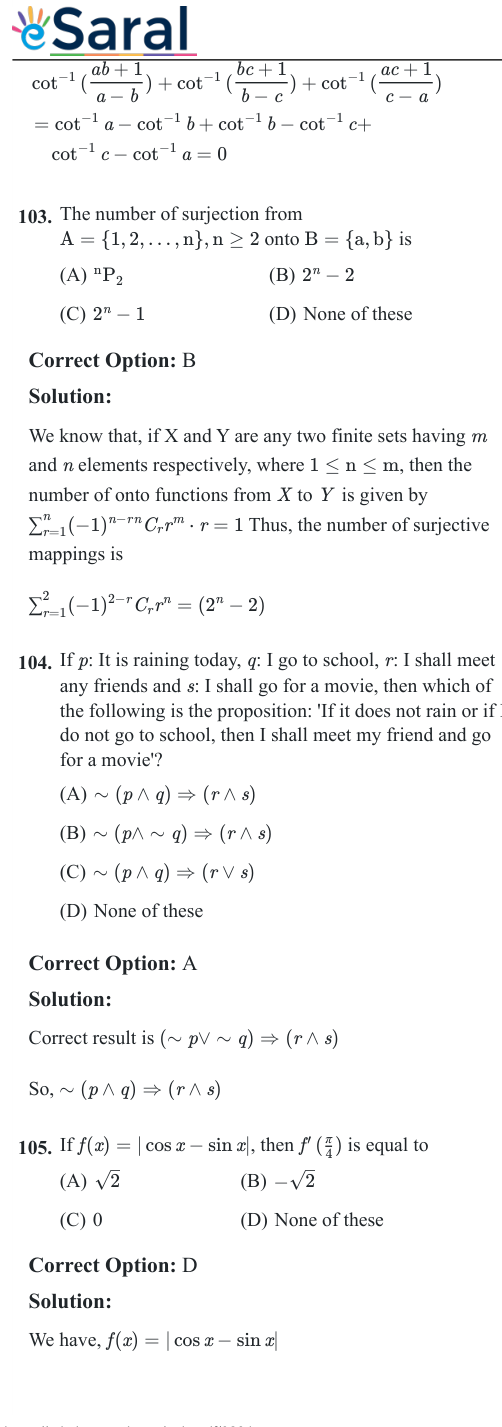 eSaral
cot⁻¹ (ab + 1 / a − b) + cot⁻¹ (bc + 1 / b − c) + cot⁻¹ (ac + 1 / c − a)
= cot⁻¹ a − cot⁻¹ b + cot⁻¹ b − cot⁻¹ c+
cot⁻¹ c − cot⁻¹ a = 0
103. The number of surjection from
A = {1, 2, …, n}, n ≥ 2 onto B = {a, b} is
(A) ⁿP₂ (B) 2ⁿ − 2
(C) 2ⁿ − 1 (D) None of these
Correct Option: B
Solution:
We know that, if X and Y are any two finite sets having m
and n elements respectively, where 1 ≤ n ≤ m, then the
number of onto functions from X to Y is given by
∑ⁿᵣ₌₁(−1)ⁿ⁻ʳⁿCᵣrᵐ · r = 1 Thus, the number of surjective
mappings is
∑²ᵣ₌₁(−1)²⁻ʳCᵣrⁿ = (2ⁿ − 2)
104. If p: It is raining today, q: I go to school, r: I shall meet
any friends and s: I shall go for a movie, then which of
the following is the proposition: 'If it does not rain or if I
do not go to school, then I shall meet my friend and go
for a movie'?
(A) ∼ (p ∧ q) ⇒ (r ∧ s)
(B) ∼ (p∧ ∼ q) ⇒ (r ∧ s)
(C) ∼ (p ∧ q) ⇒ (r ∨ s)
(D) None of these
Correct Option: A
Solution:
Correct result is (∼ p∨ ∼ q) ⇒ (r ∧ s)
So, ∼ (p ∧ q) ⇒ (r ∧ s)
105. If f(x) = | cos x − sin x|, then f′ (π/4) is equal to
(A) √2 (B) −√2
(C) 0 (D) None of these
Correct Option: D
Solution:
We have, f(x) = | cos x − sin x|